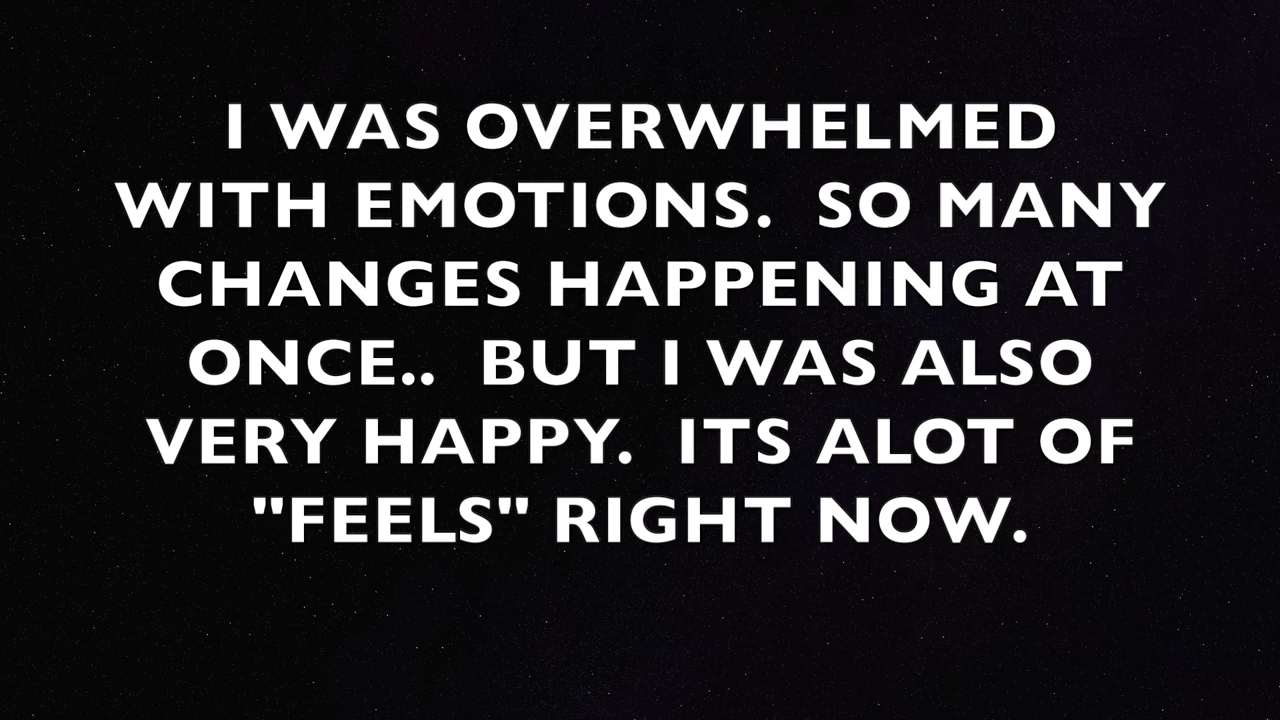 I WAS OVERWHELMED
WITH EMOTIONS.  SO MANY
CHANGES HAPPENING AT
ONCE..  BUT I WAS ALSO
VERY HAPPY.  ITS ALOT OF
"FEELS" RIGHT NOW.